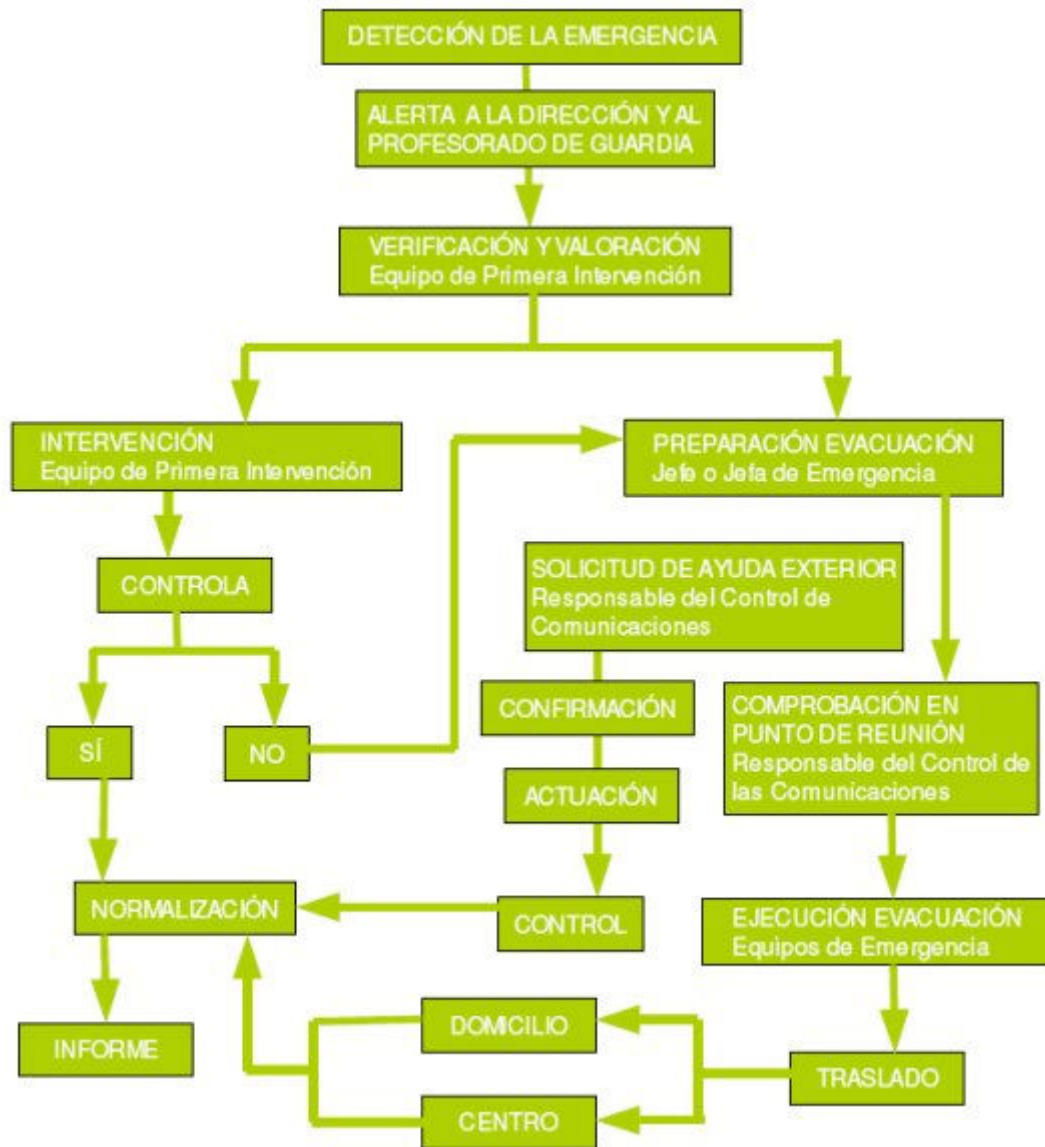 DETECCIÓN DE LA EMERGENCIA
ALERTA A LA DIRECCIÓN Y AL
PROFESORADO DE GUARDIA
VERIFICACIÓN Y VALORACIÓN
Equipo de Primera Intervención
INTERVENCIÓN
Equipo de Primera Intervención
PREPARACIÓN EVACUACIÓN
Jefe o Jefa de Emergencia
CONTROLA
SOLICITUD DE AYUDA EXTERIOR
Responsable del Control de
Comunicaciones
SÍ
NO
CONFIRMACIÓN
COMPROBACIÓN EN
PUNTO DE REUNIÓN
Responsable del Control de
las Comunicaciones
ACTUACIÓN
NORMALIZACIÓN
CONTROL
EJECUCIÓN EVACUACIÓN
Equipos de Emergencia
INFORME
DOMICILIO
CENTRO
TRASLADO